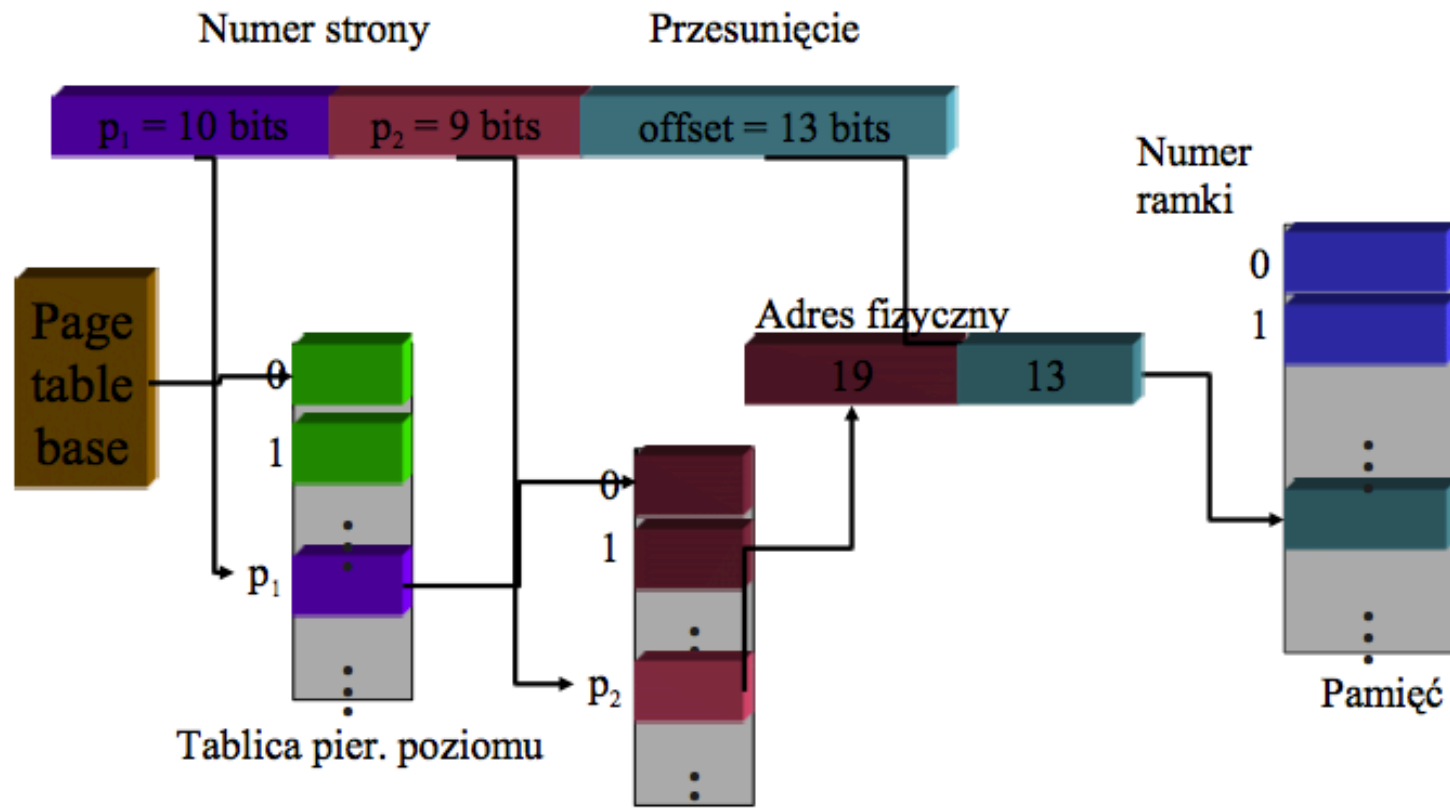 Numer strony
Przesunięcie
p₁ = 10 bits
p₂ = 9 bits
offset = 13 bits
Numer
ramki
0
1
Page
table
base
Adres fizyczny
19
13
0
1
p₁
0
1
p₂
Tablica pier. poziomu
Pamięć